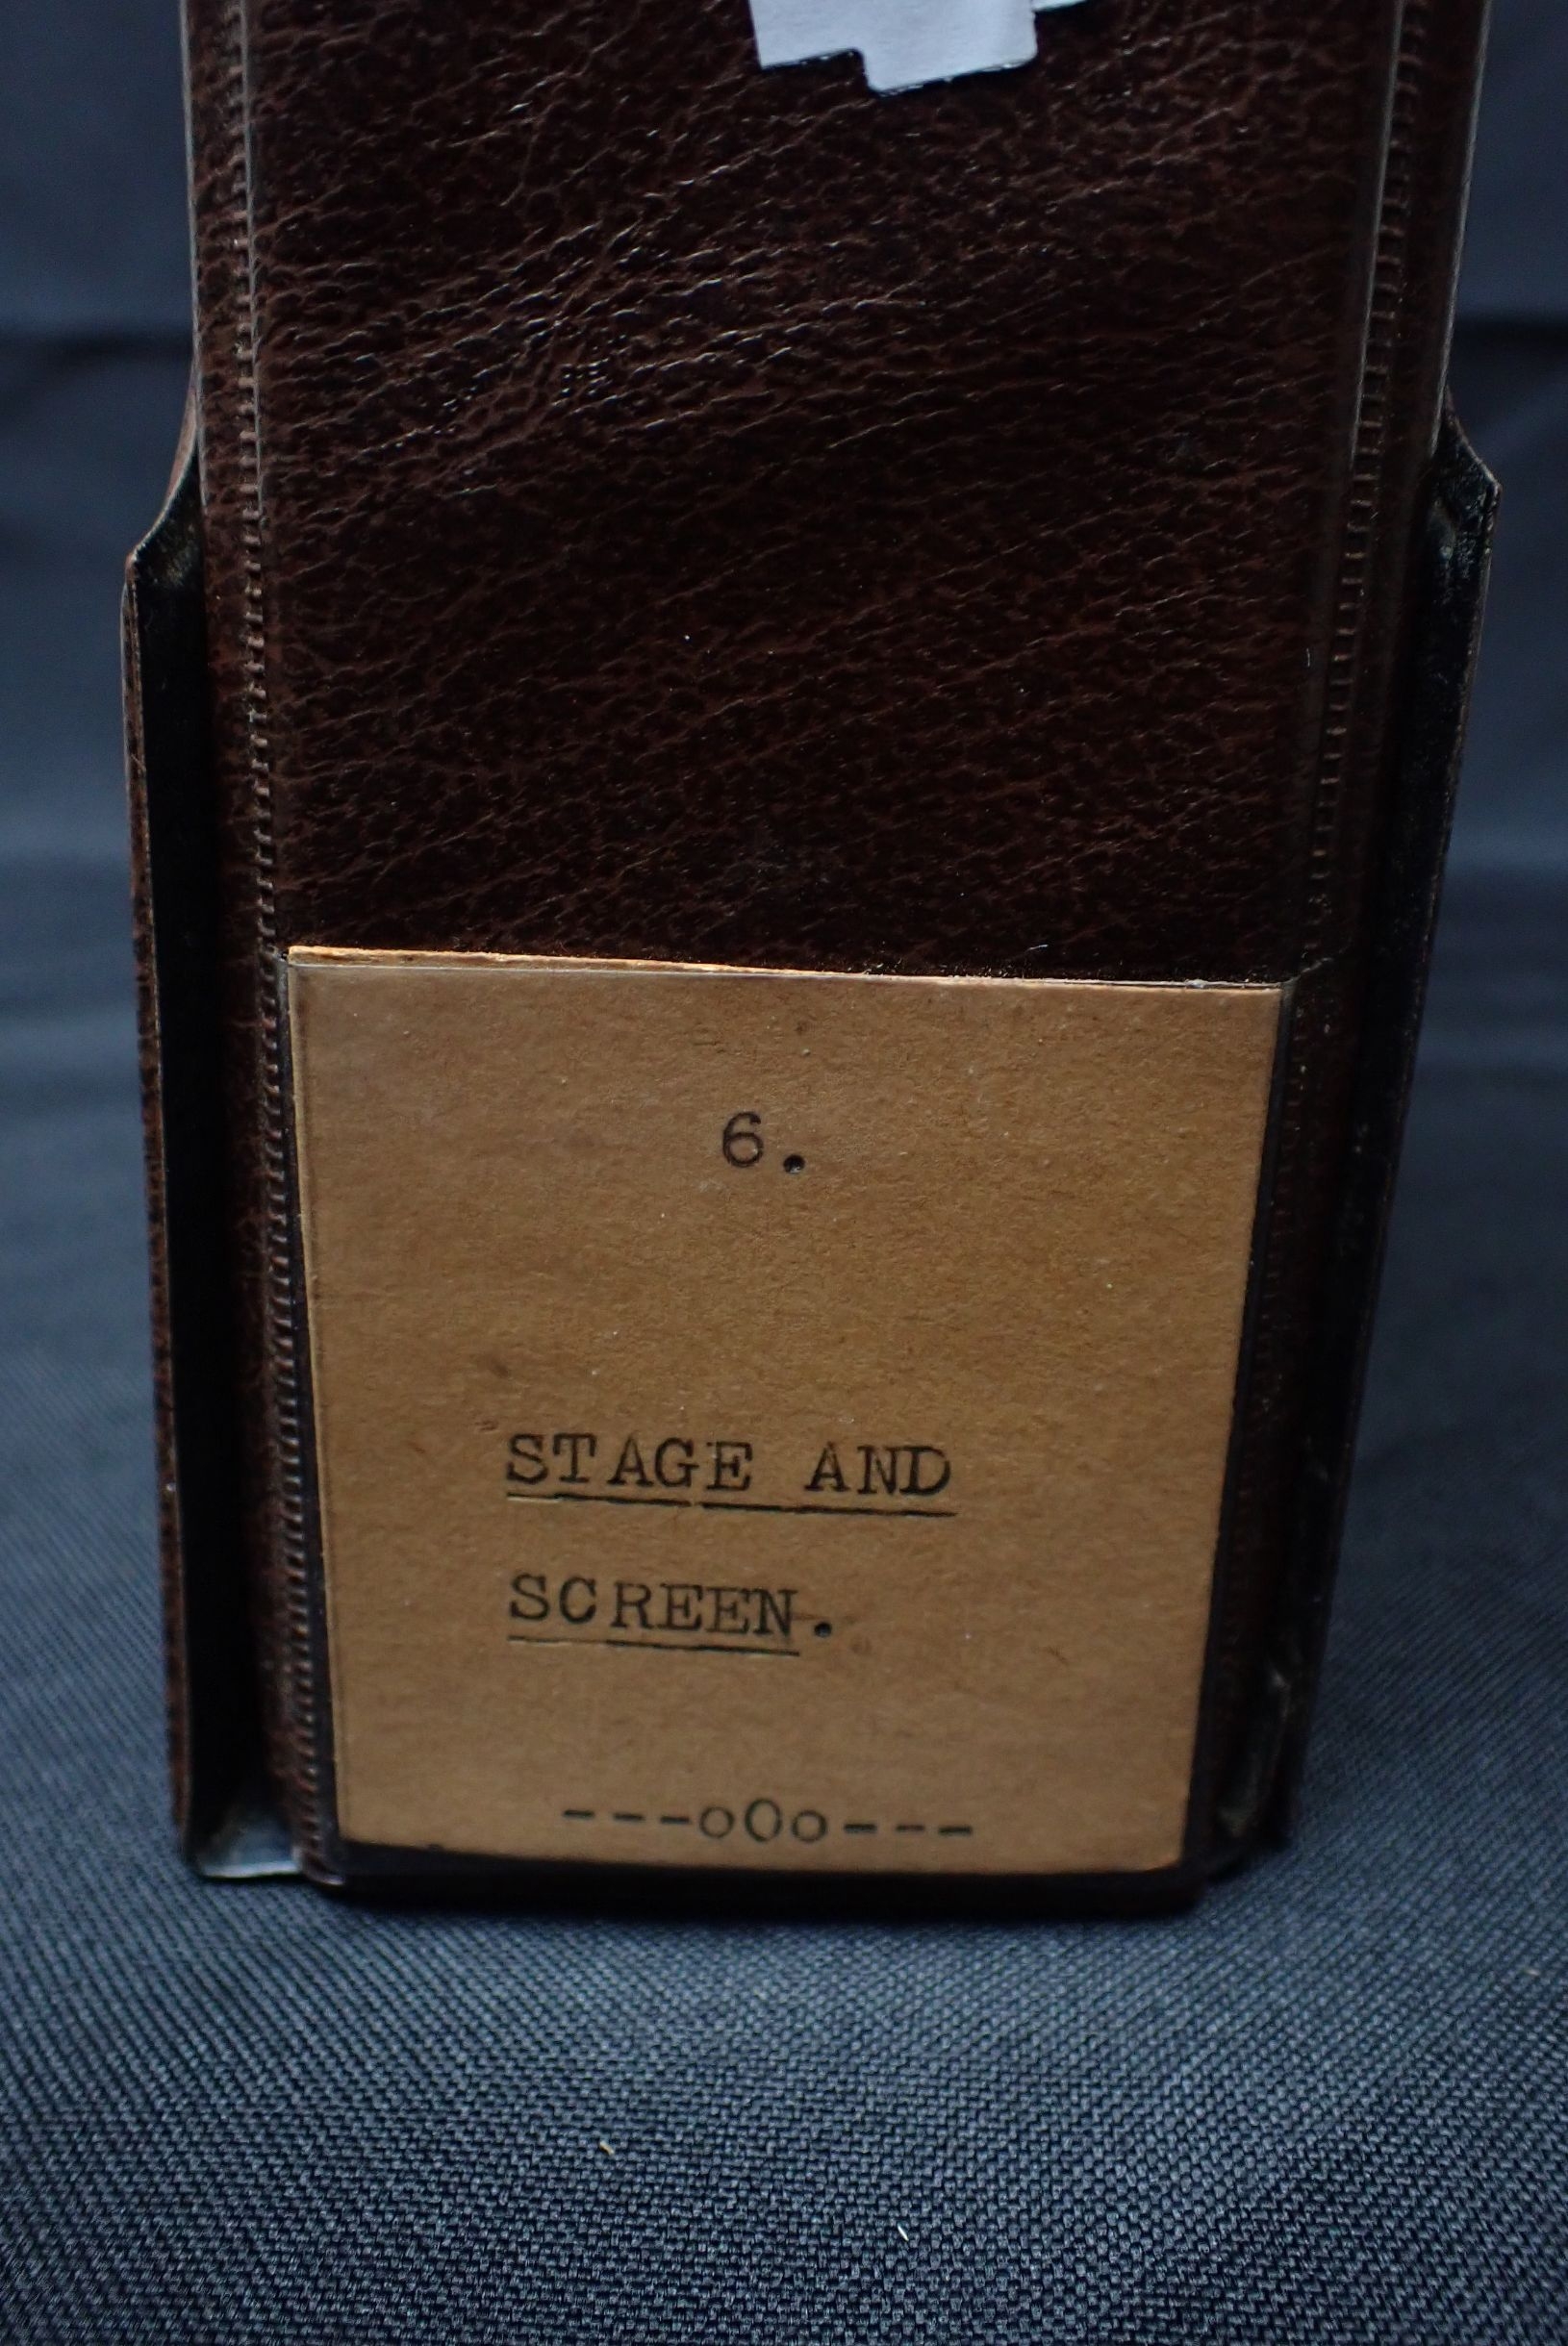 6.
STAGE AND
SCREEN.
---oOo---